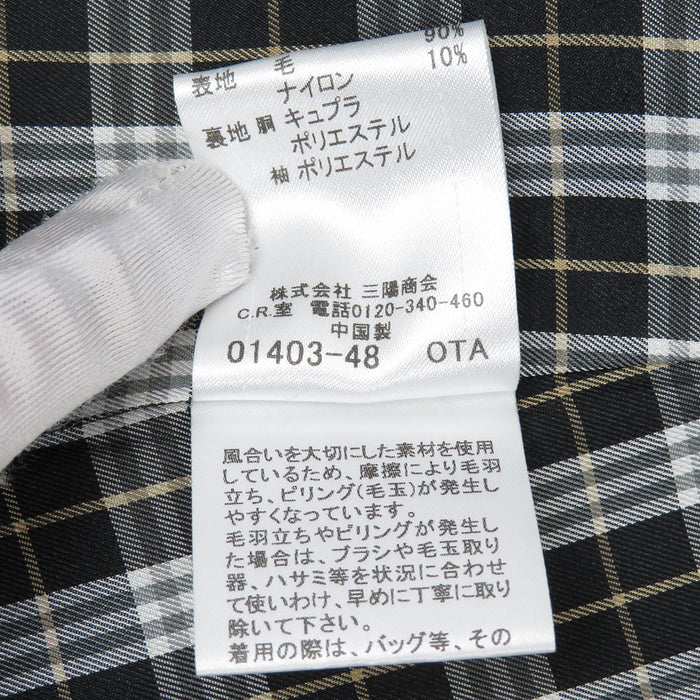 表地 毛 90%
ナイロン 10%
裏地 胴 キュプラ
ポリエステル
袖 ポリエステル
株式会社 三陽商会
C.R.室 電話0120-340-460
中国製
01403-48 OTA
風合いを大切にした素材を使用
しているため、摩擦により毛羽
立ち、ピリング(毛玉)が発生し
やすくなっています。
毛羽立ちやピリングが発生し
た場合は、ブラシや毛玉取り
器、ハサミ等を状況に合わせ
て使いわけ、早めに丁寧に取り
除いて下さい。
着用の際は、バッグ等、その